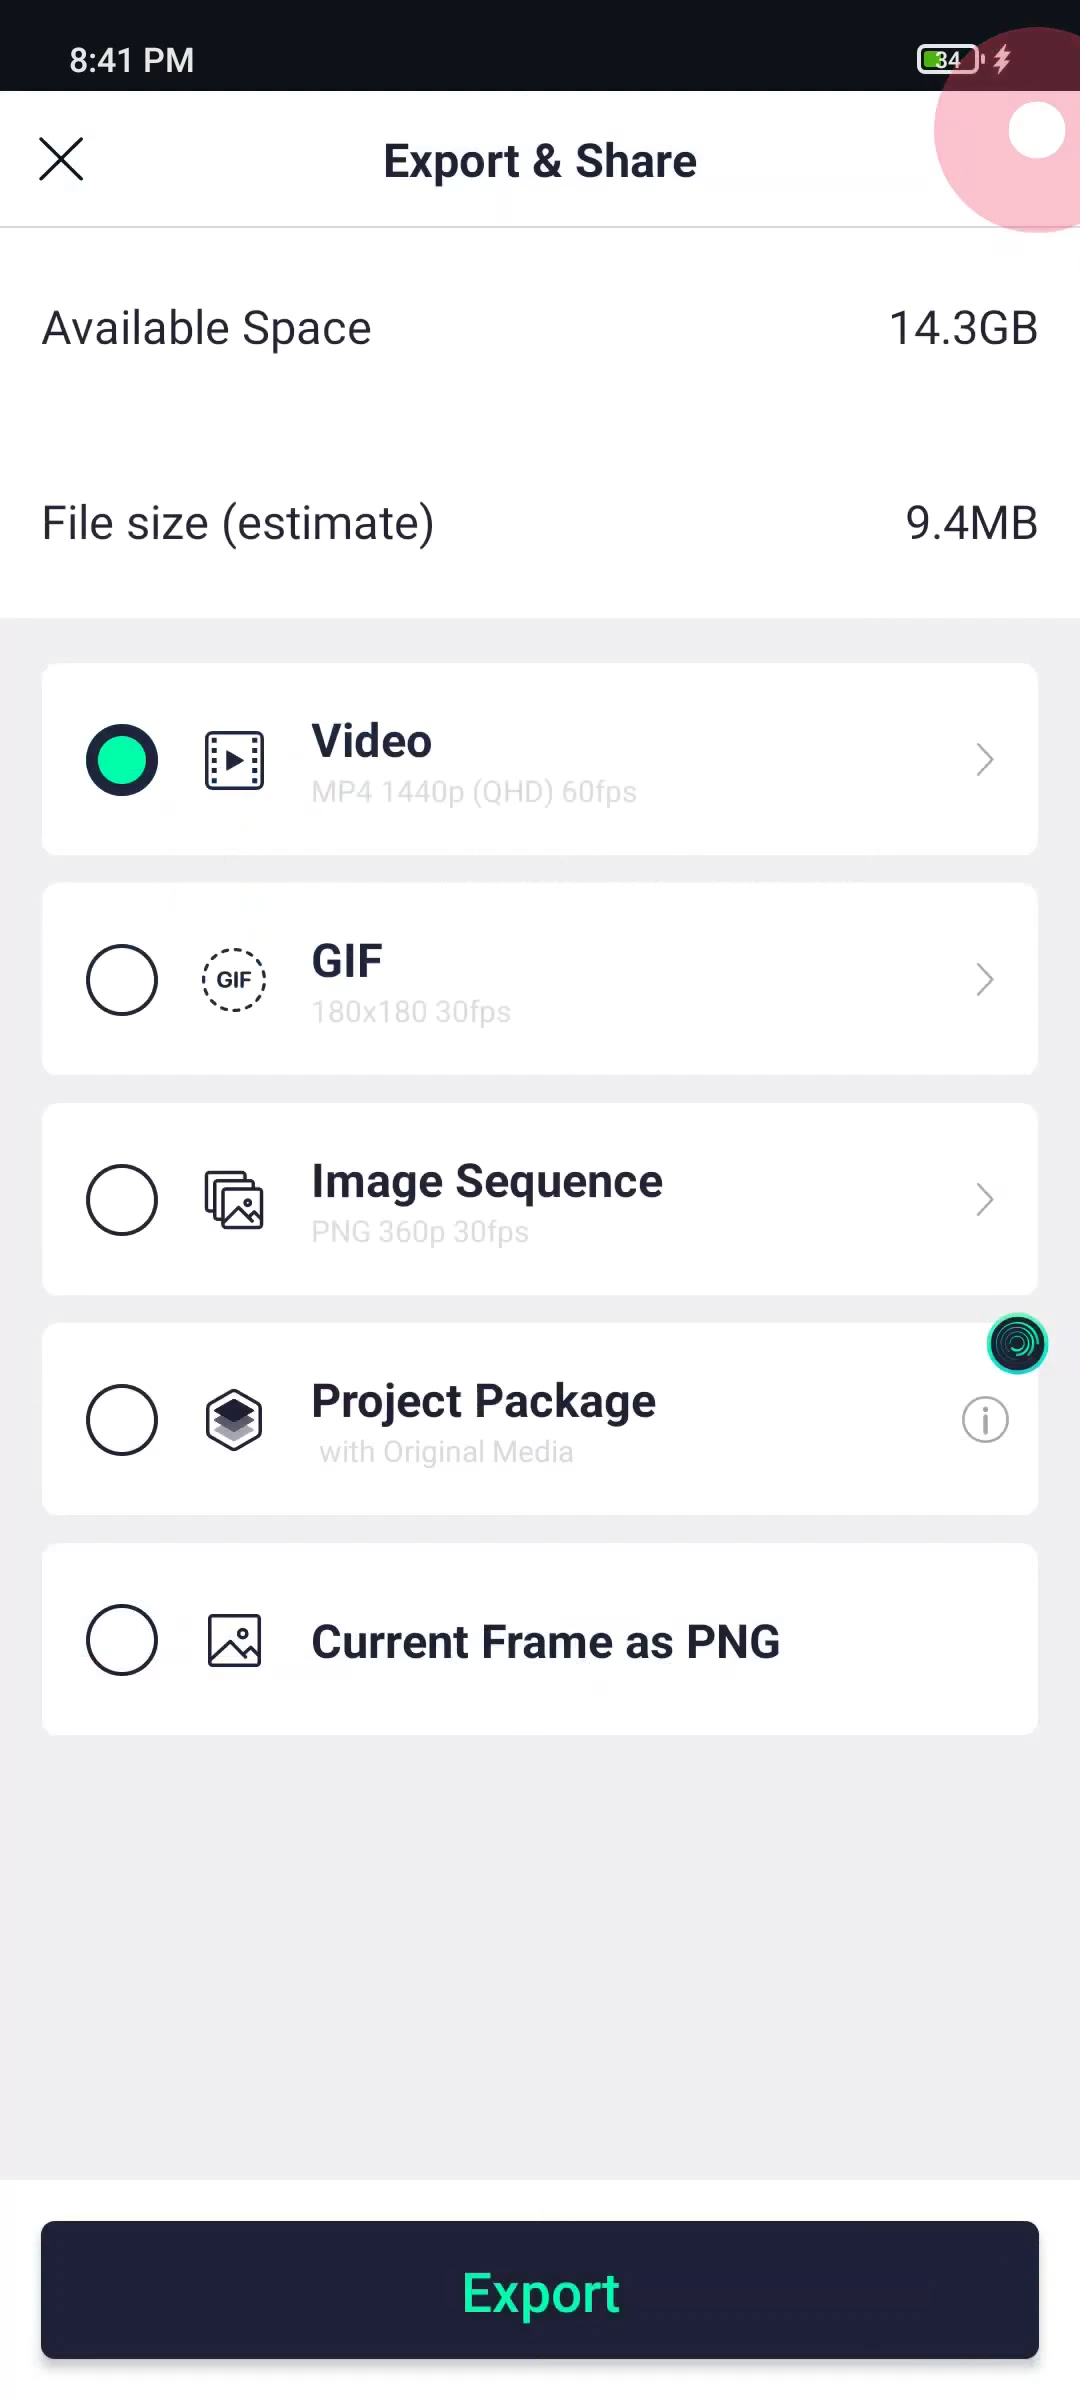 8:41 PM
34
Export & Share
Available Space 14.3GB
File size (estimate) 9.4MB
Video
MP4 1440p (QHD) 60fps
GIF
GIF
180x180 30fps
Image Sequence
PNG 360p 30fps
Project Package
with Original Media
Current Frame as PNG
Export